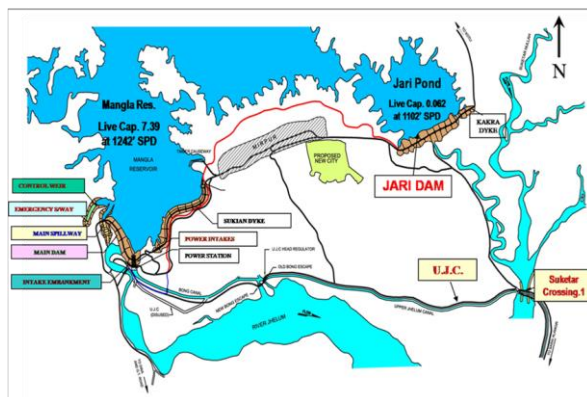 Mangla Res.
Live Cap. 7.39
at 1242' SPD
MANGLA
RESERVOIR
Jari Pond
Live Cap. 0.062
at 1102' SPD
N
KAKRA
DYKE
MIRPUR
PROPOSED
NEW CITY
JARI DAM
CONTROL WEIR
EMERGENCY S/WAY
MAIN SPILLWAY
MAIN DAM
INTAKE EMBANKMENT
SUKIAN DYKE
POWER INTAKES
POWER STATION
U.J.C HEAD REGULATOR
OLD BONG ESCAPE
BONG CANAL
NEW BONG ESCAPE
U.J.C
RIVER JHELUM
UPPER JHELUM CANAL
U.J.C.
Suketar
Crossing.1